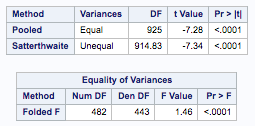 Method Variances DF t Value Pr > |t|
Pooled Equal 925 -7.28 <.0001
Satterthwaite Unequal 914.83 -7.34 <.0001
Equality of Variances
Method Num DF Den DF F Value Pr > F
Folded F 482 443 1.46 <.0001